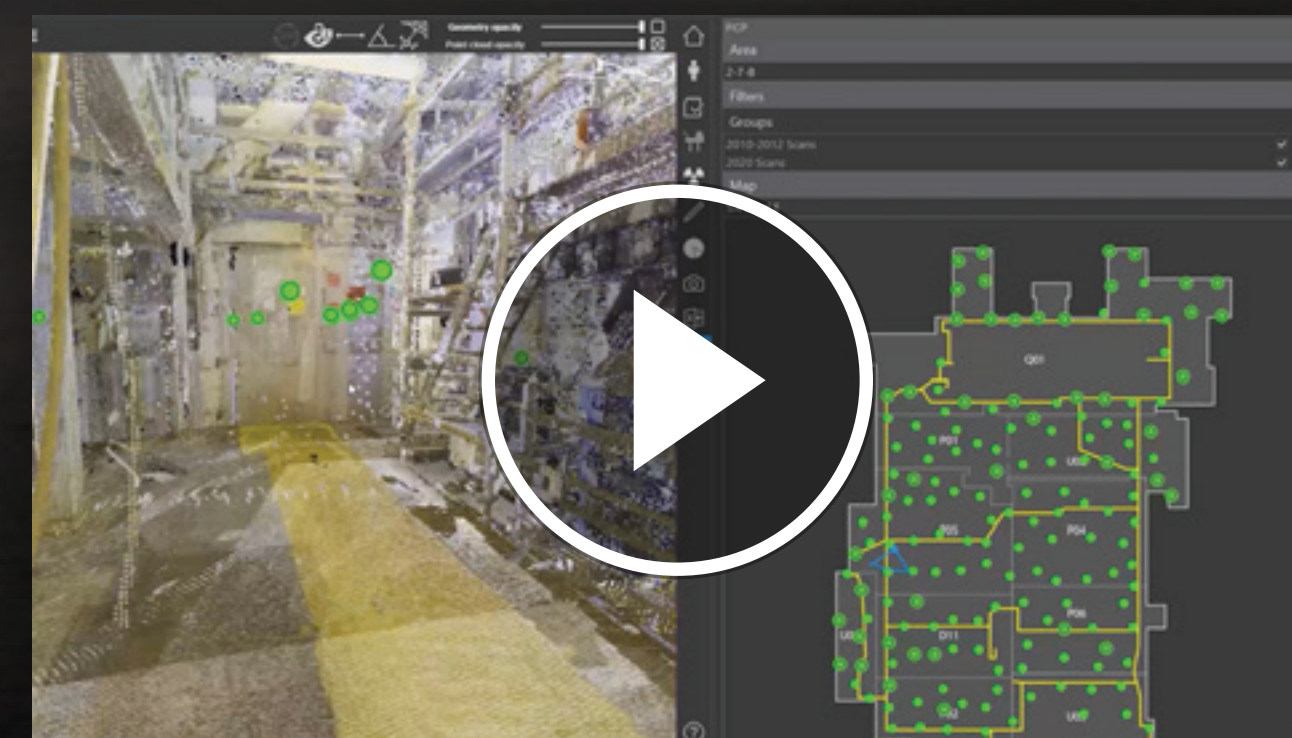 Geometry opacity
Point cloud opacity
PCP
Area
2-7-8
Filters
Groups
2010-2012 Scans
2020 Scans
Map
Q01
P01
P05
P04
P06
D11